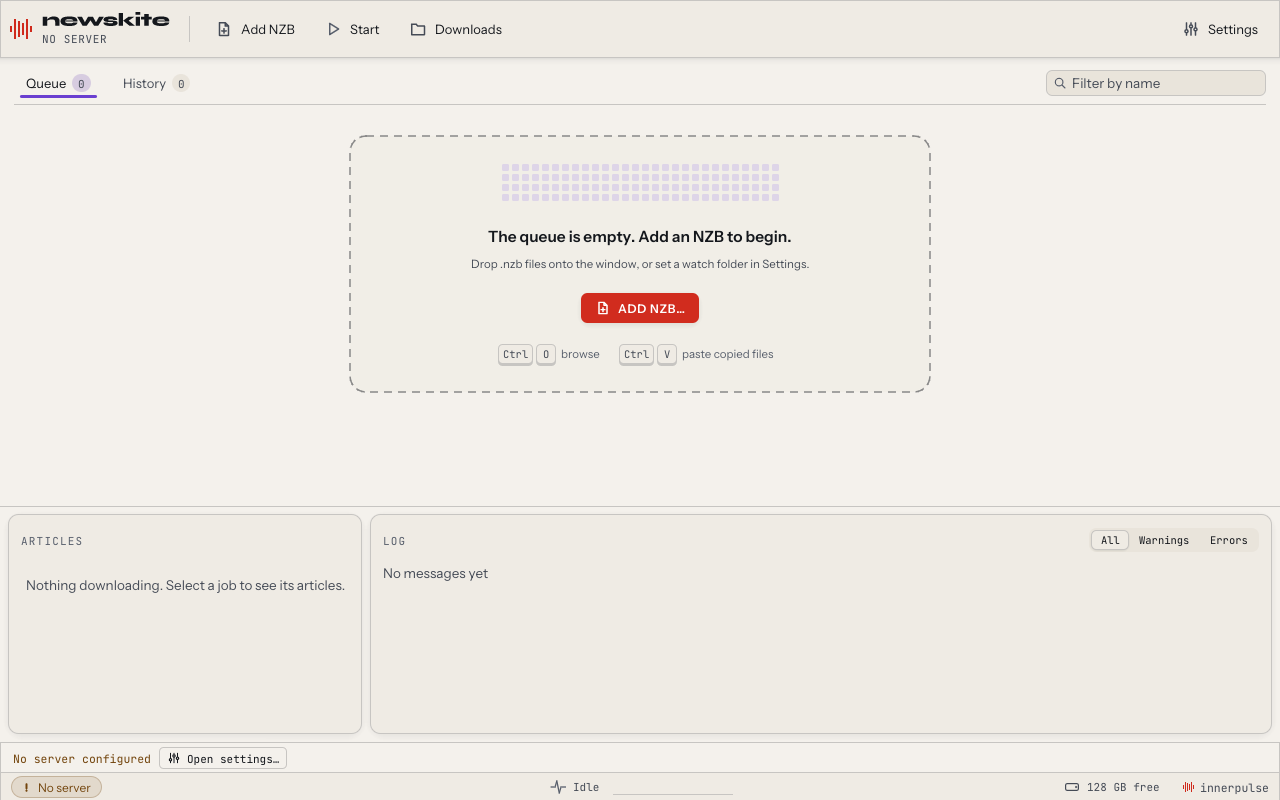 newskite
NO SERVER
Add NZB
Start
Downloads
Settings
Queue 0
History 0
Filter by name
The queue is empty. Add an NZB to begin.
Drop .nzb files onto the window, or set a watch folder in Settings.
ADD NZB…
Ctrl O browse
Ctrl V paste copied files
ARTICLES
Nothing downloading. Select a job to see its articles.
LOG
All
Warnings
Errors
No messages yet
No server configured
Open settings…
! No server
Idle
128 GB free
innerpulse